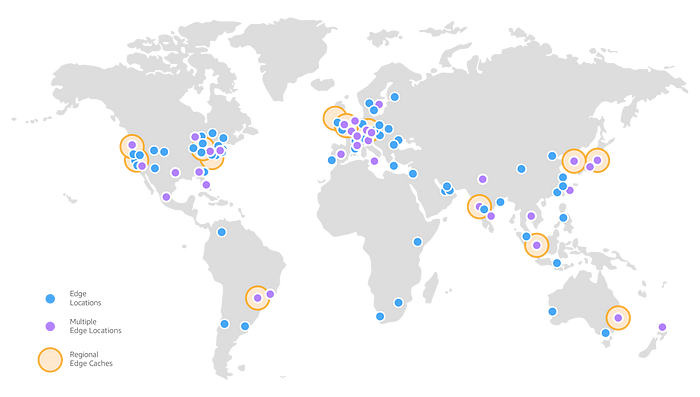 Edge
Locations
Multiple
Edge Locations
Regional
Edge Caches